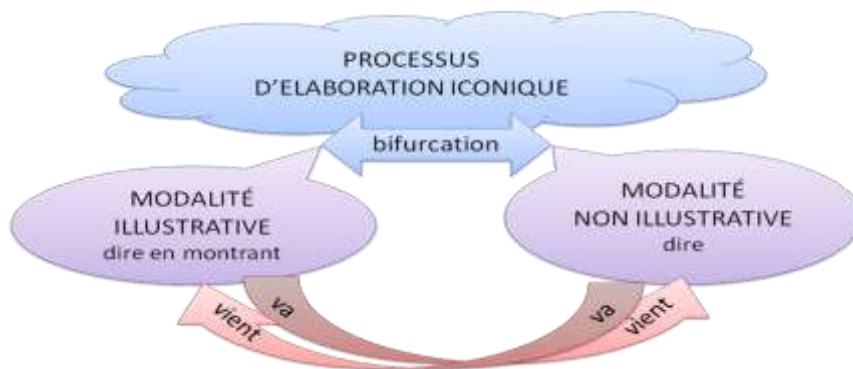 PROCESSUS
D'ELABORATION ICONIQUE
bifurcation
MODALITÉ
ILLUSTRATIVE
dire en montrant
MODALITÉ
NON ILLUSTRATIVE
dire
vient
va
va
vient